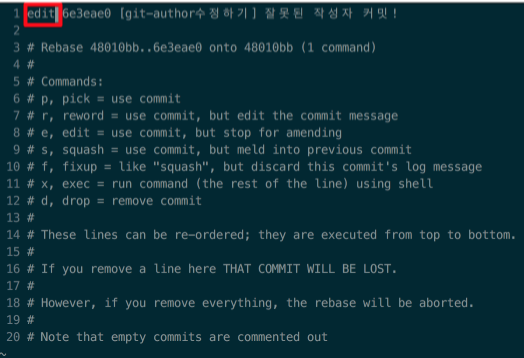 1 edit 6e3eae0 [git-author수정하기] 잘못된 작성자 커밋!
2
3 # Rebase 48010bb..6e3eae0 onto 48010bb (1 command)
4 #
5 # Commands:
6 # p, pick = use commit
7 # r, reword = use commit, but edit the commit message
8 # e, edit = use commit, but stop for amending
9 # s, squash = use commit, but meld into previous commit
10 # f, fixup = like "squash", but discard this commit's log message
11 # x, exec = run command (the rest of the line) using shell
12 # d, drop = remove commit
13 #
14 # These lines can be re-ordered; they are executed from top to bottom.
15 #
16 # If you remove a line here THAT COMMIT WILL BE LOST.
17 #
18 # However, if you remove everything, the rebase will be aborted.
19 #
20 # Note that empty commits are commented out
~